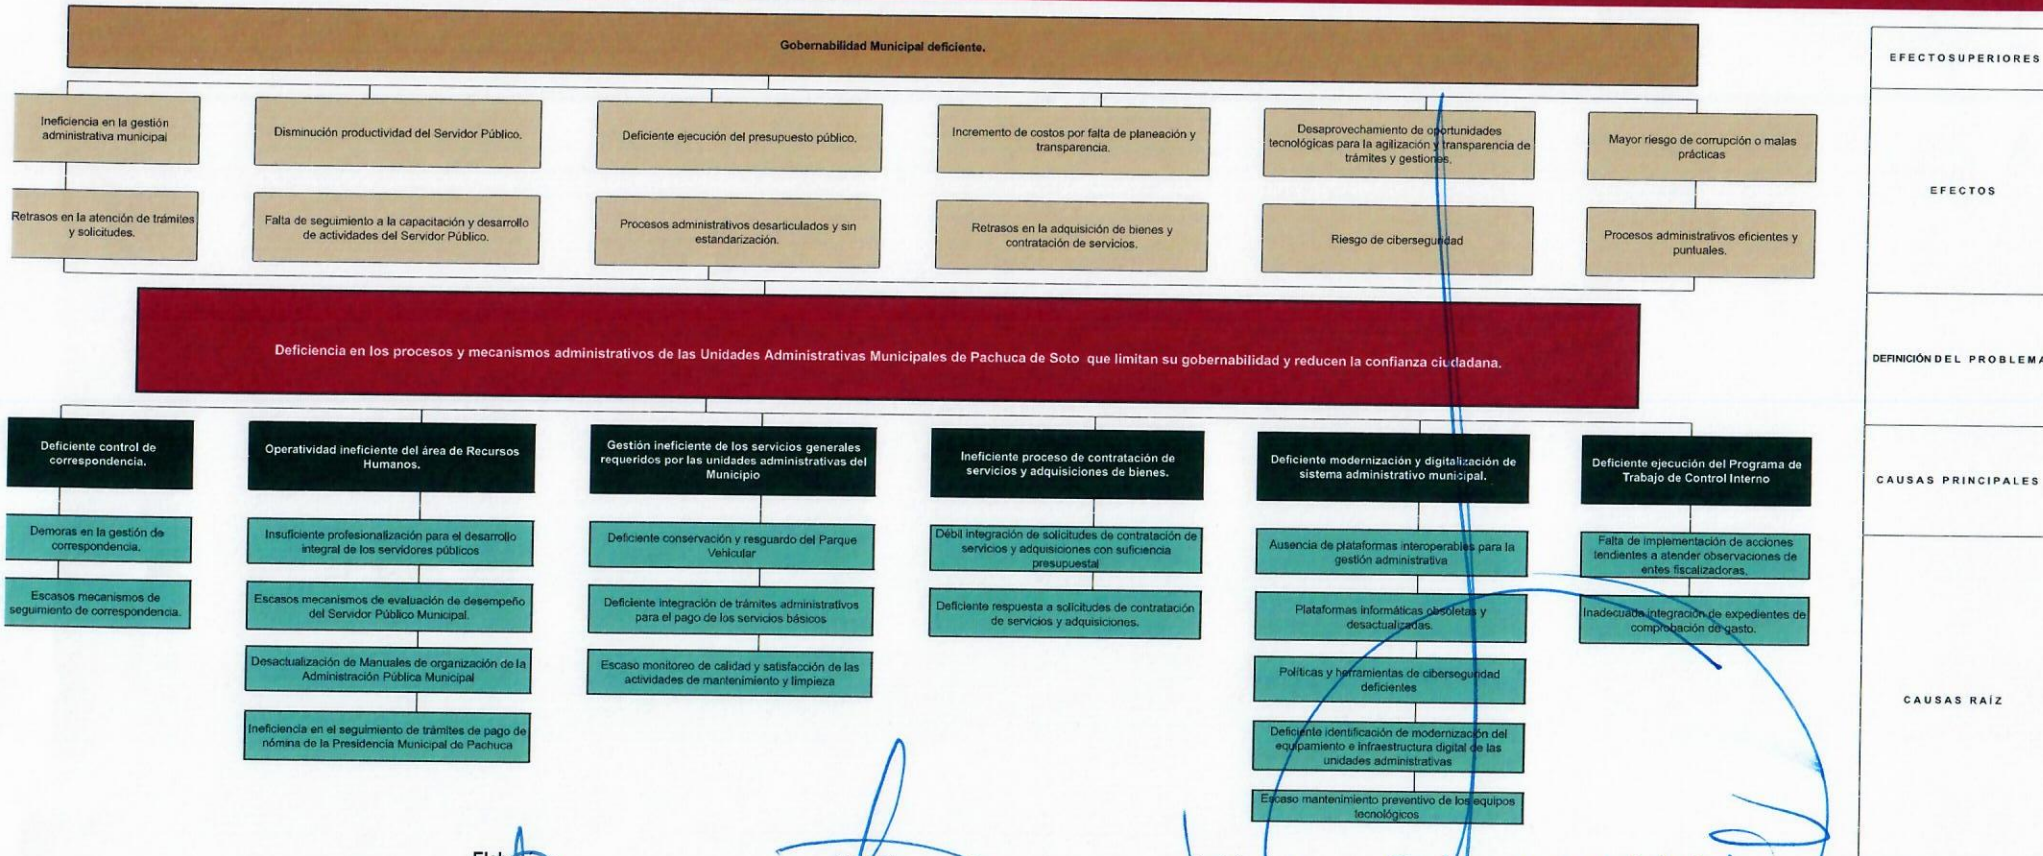 Gobernabilidad Municipal deficiente.
EFECTOSUPERIORES
Ineficiencia en la gestión
administrativa municipal
Disminución productividad del Servidor Público.
Deficiente ejecución del presupuesto público.
Incremento de costos por falta de planeación y
transparencia.
Desaprovechamiento de oportunidades
tecnológicas para la agilización y transparencia de
trámites y gestiones.
Mayor riesgo de corrupción o malas
prácticas
EFECTOS
Retrasos en la atención de trámites
y solicitudes.
Falta de seguimiento a la capacitación y desarrollo
de actividades del Servidor Público.
Procesos administrativos desarticulados y sin
estandarización.
Retrasos en la adquisición de bienes y
contratación de servicios.
Riesgo de ciberseguridad
Procesos administrativos eficientes y
puntuales.
Deficiencia en los procesos y mecanismos administrativos de las Unidades Administrativas Municipales de Pachuca de Soto que limitan su gobernabilidad y reducen la confianza ciudadana.
DEFINICIÓN DEL PROBLEMA
Deficiente control de
correspondencia.
Operatividad ineficiente del área de Recursos
Humanos.
Gestión ineficiente de los servicios generales
requeridos por las unidades administrativas del
Municipio
Ineficiente proceso de contratación de
servicios y adquisiciones de bienes.
Deficiente modernización y digitalización de
sistema administrativo municipal.
Deficiente ejecución del Programa de
Trabajo de Control Interno
CAUSAS PRINCIPALES
Demoras en la gestión de
correspondencia.
Escasos mecanismos de
seguimiento de correspondencia.
Insuficiente profesionalización para el desarrollo
integral de los servidores públicos
Escasos mecanismos de evaluación de desempeño
del Servidor Público Municipal.
Desactualización de Manuales de organización de la
Administración Pública Municipal
Ineficiencia en el seguimiento de trámites de pago de
nómina de la Presidencia Municipal de Pachuca
Deficiente conservación y resguardo del Parque
Vehicular
Deficiente integración de trámites administrativos
para el pago de los servicios básicos
Escaso monitoreo de calidad y satisfacción de las
actividades de mantenimiento y limpieza
Débil integración de solicitudes de contratación de
servicios y adquisiciones con suficiencia
presupuestal
Deficiente respuesta a solicitudes de contratación
de servicios y adquisiciones.
Ausencia de plataformas interoperables para la
gestión administrativa
Plataformas informáticas obsoletas y
desactualizadas.
Políticas y herramientas de ciberseguridad
deficientes
Deficiente identificación de modernización del
equipamiento e infraestructura digital de las
unidades administrativas
Escaso mantenimiento preventivo de los equipos
tecnológicos
Falta de implementación de acciones
tendientes a atender observaciones de
entes fiscalizadoras.
Inadecuada integración de expedientes de
comprobación de gasto.
CAUSAS RAÍZ